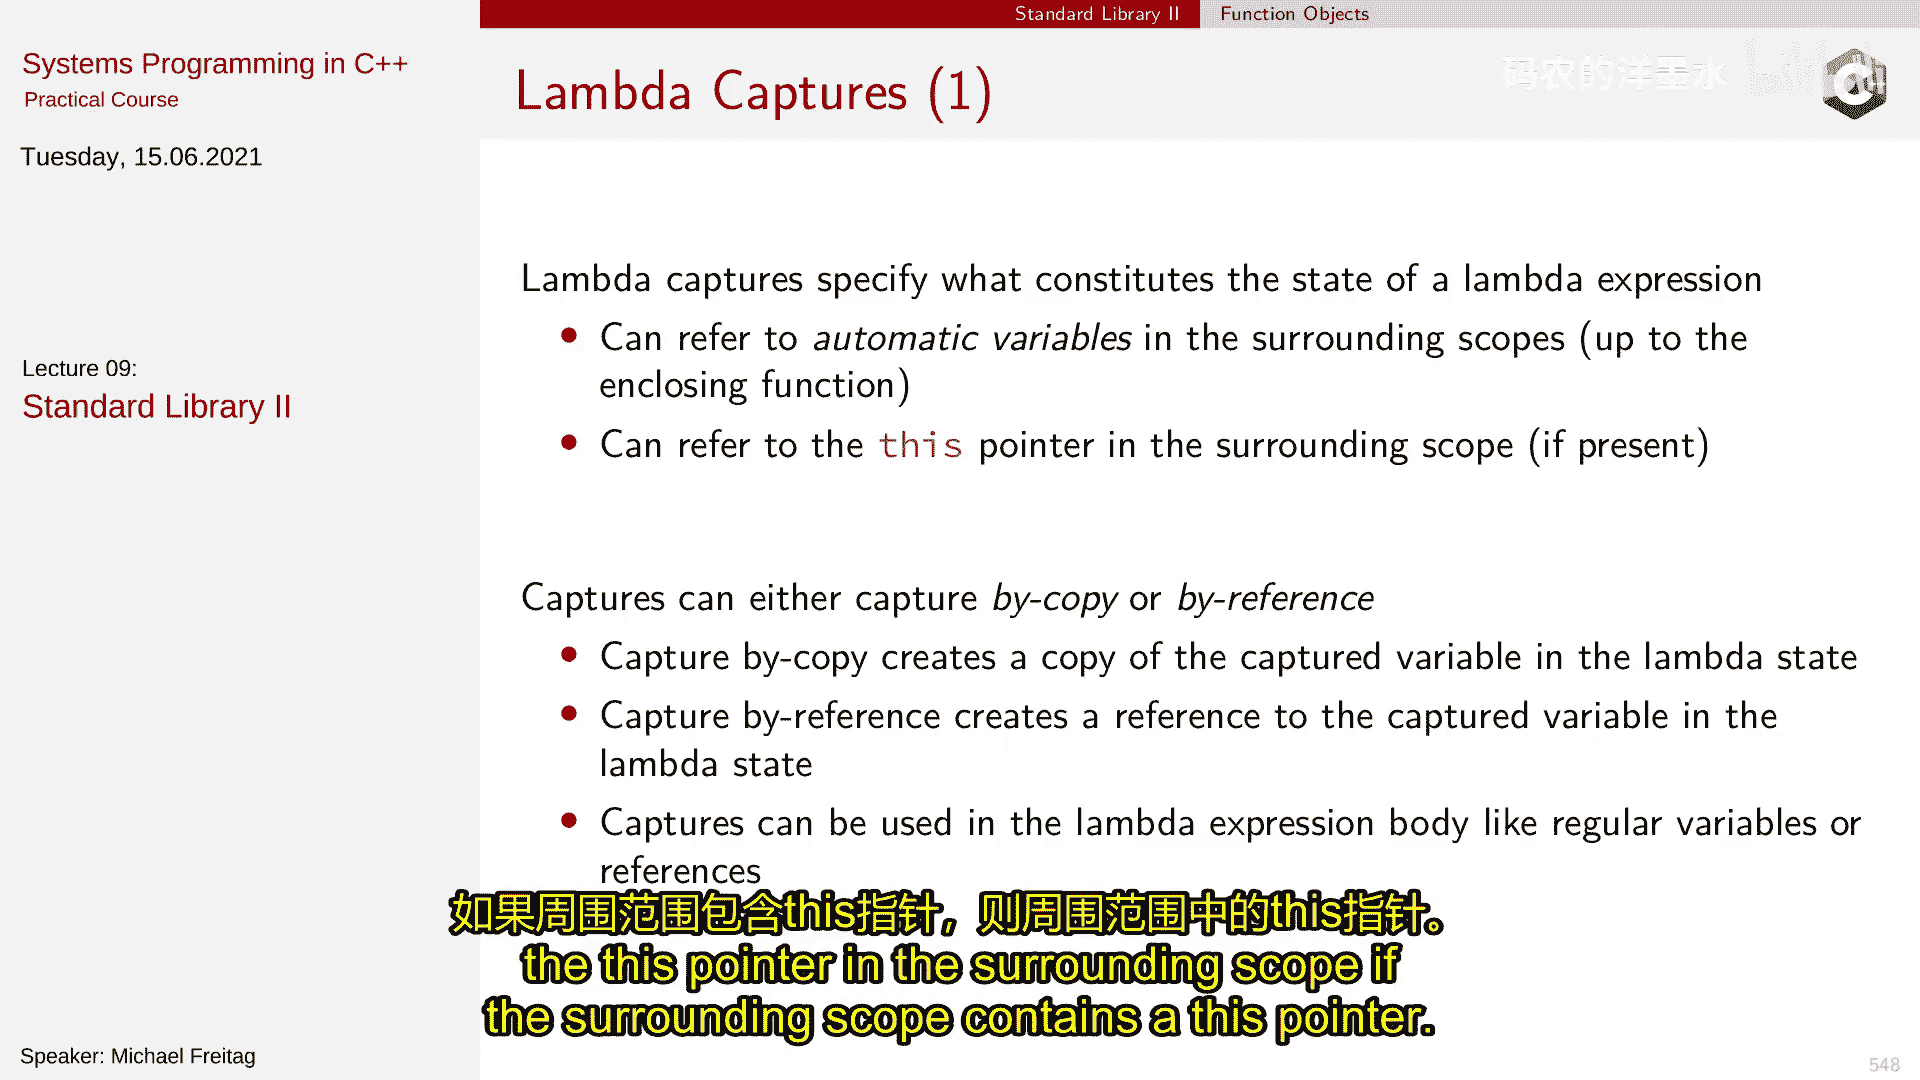 Standard Library II
Function Objects
Systems Programming in C++
Practical Course
Tuesday, 15.06.2021
Lecture 09:
Standard Library II
Lambda Captures (1)
码农的洋墨水
Lambda captures specify what constitutes the state of a lambda expression
• Can refer to automatic variables in the surrounding scopes (up to the
enclosing function)
• Can refer to the this pointer in the surrounding scope (if present)
Captures can either capture by-copy or by-reference
• Capture by-copy creates a copy of the captured variable in the lambda state
• Capture by-reference creates a reference to the captured variable in the
lambda state
• Captures can be used in the lambda expression body like regular variables or
references
如果周围范围包含this指针，则周围范围中的this指针。
the this pointer in the surrounding scope if
the surrounding scope contains a this pointer.
Speaker: Michael Freitag
548